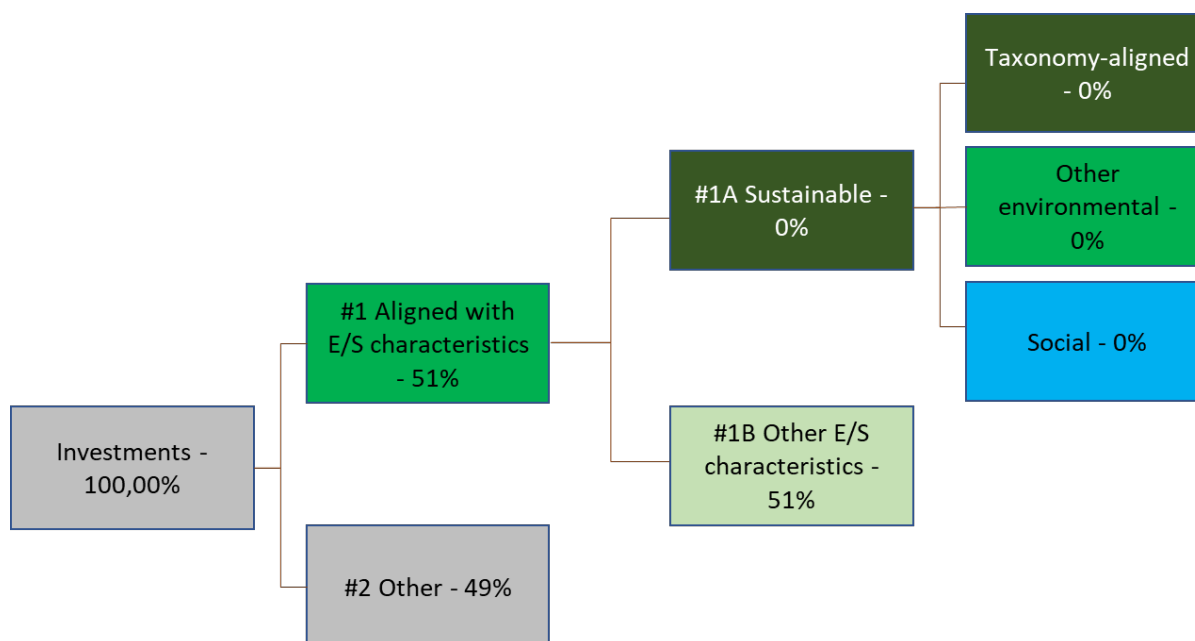 Investments -
100,00%
#1 Aligned with
E/S characteristics
- 51%
#2 Other - 49%
#1A Sustainable -
0%
#1B Other E/S
characteristics -
51%
Taxonomy-aligned
- 0%
Other
environmental -
0%
Social - 0%